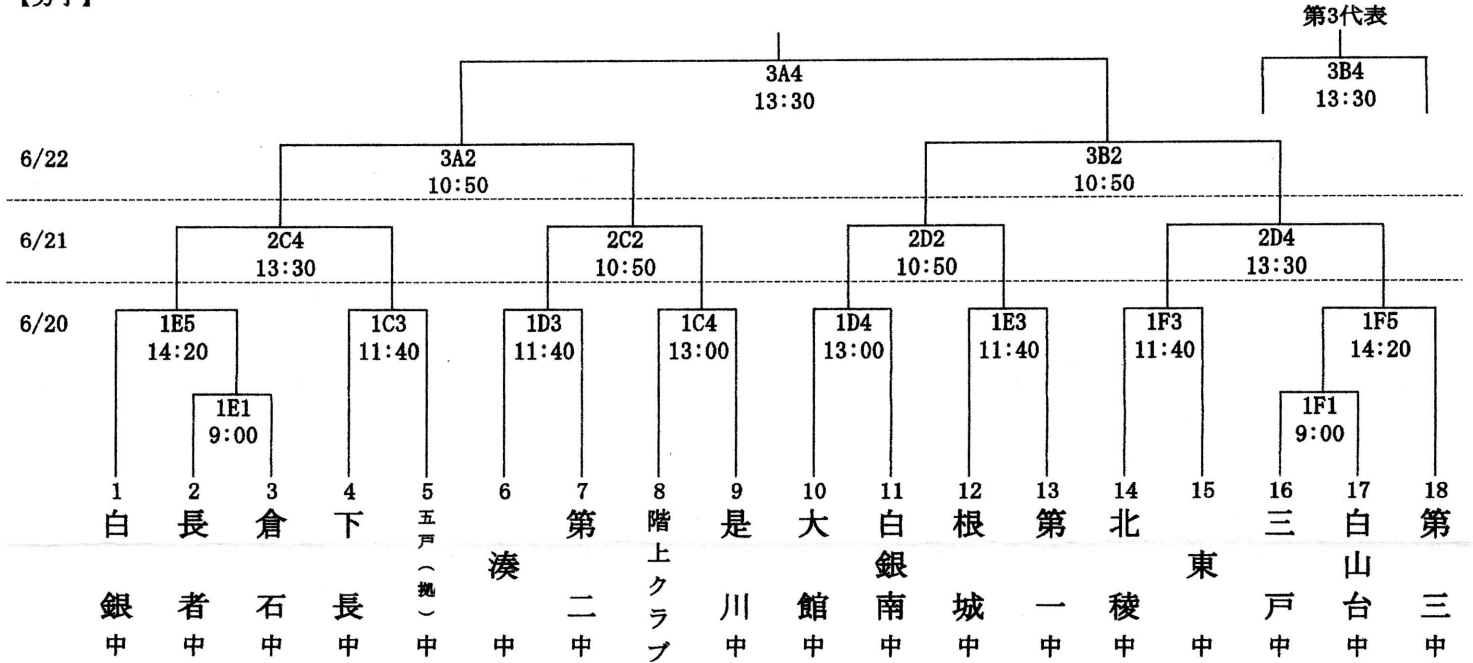 【男子】
第3代表
3A4
13:30
3B4
13:30
6/22
3A2
10:50
3B2
10:50
6/21
2C4
13:30
2C2
10:50
2D2
10:50
2D4
13:30
6/20
1E5
14:20
1C3
11:40
1D3
11:40
1C4
13:00
1D4
13:00
1E3
11:40
1F3
11:40
1F5
14:20
1E1
9:00
1F1
9:00
1 白銀中
2 長者中
3 倉石中
4 下長中
5 五戸(拠)中
6 湊中
7 第二中
8 階上クラブ
9 是川中
10 大館中
11 白銀南中
12 根城中
13 第一中
14 北稜中
15 東中
16 三戸中
17 白山台中
18 第三中